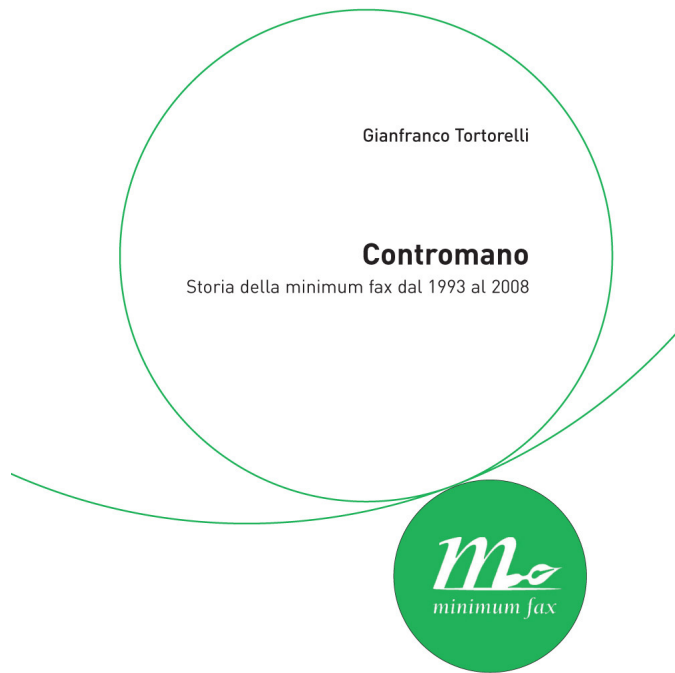 Gianfranco Tortorelli
Contromano
Storia della minimum fax dal 1993 al 2008
m
minimum fax